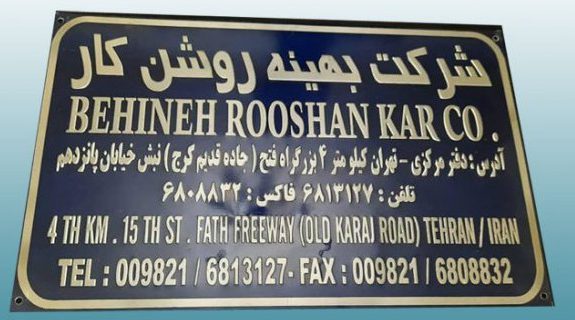 شرکت بهینه روشن کار
BEHINEH ROOSHAN KAR CO .
آدرس : دفتر مرکزی - تهران کیلو متر ۴ بزرگراه فتح ( جاده قدیم کرج ) نبش خیابان پانزدهم
تلفن : ۶۸۱۳۱۲۷ فاکس : ۶۸۰۸۸۳۲
4 TH KM . 15 TH ST . FATH FREEWAY (OLD KARAJ ROAD) TEHRAN / IRAN
TEL : 009821 / 6813127- FAX : 009821 / 6808832